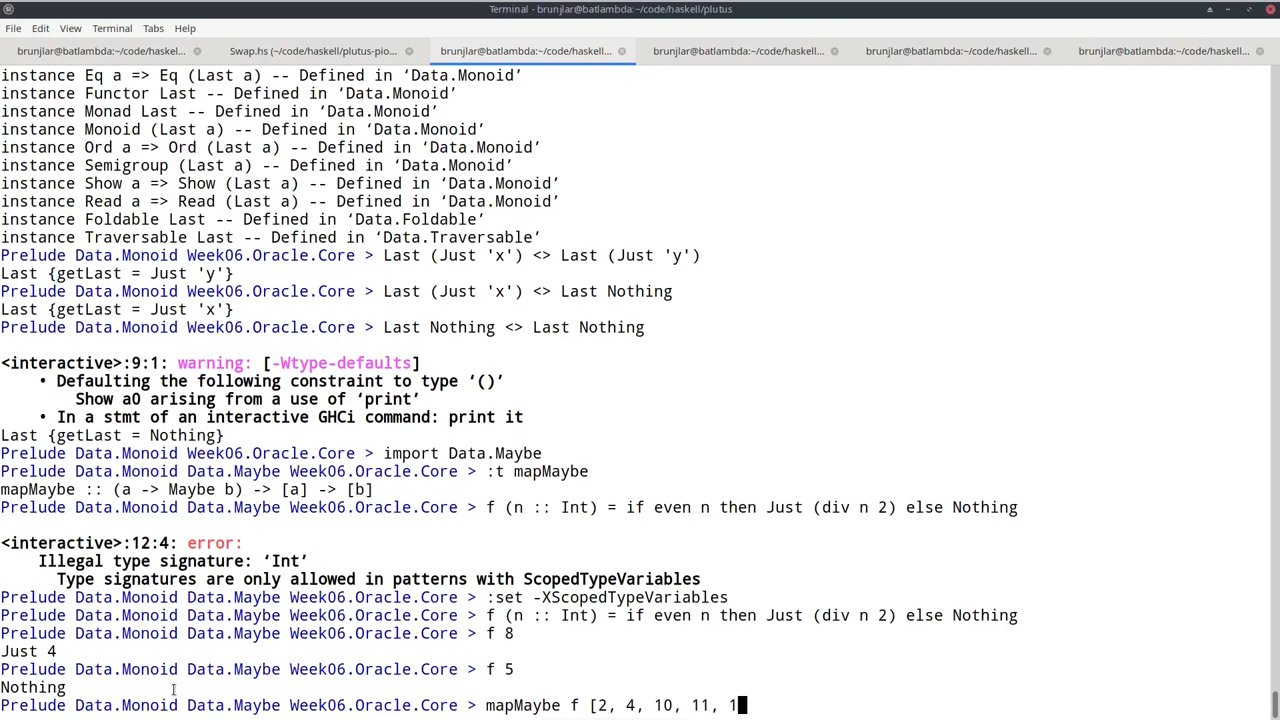 Terminal - brunjlar@batlambda:~/code/haskell/plutus
File Edit View Terminal Tabs Help
brunjlar@batlambda:~/code/haskel... Swap.hs (~/code/haskell/plutus-pio... brunjlar@batlambda:~/code/haskell... brunjlar@batlambda:~/code/haskell... brunjlar@batlambda:~/code/haskell... brunjlar@batlambda:~/code/haskell...
instance Eq a => Eq (Last a) -- Defined in ‘Data.Monoid’
instance Functor Last -- Defined in ‘Data.Monoid’
instance Monad Last -- Defined in ‘Data.Monoid’
instance Monoid (Last a) -- Defined in ‘Data.Monoid’
instance Ord a => Ord (Last a) -- Defined in ‘Data.Monoid’
instance Semigroup (Last a) -- Defined in ‘Data.Monoid’
instance Show a => Show (Last a) -- Defined in ‘Data.Monoid’
instance Read a => Read (Last a) -- Defined in ‘Data.Monoid’
instance Foldable Last -- Defined in ‘Data.Foldable’
instance Traversable Last -- Defined in ‘Data.Traversable’
Prelude Data.Monoid Week06.Oracle.Core > Last (Just 'x') <> Last (Just 'y')
Last {getLast = Just 'y'}
Prelude Data.Monoid Week06.Oracle.Core > Last (Just 'x') <> Last Nothing
Last {getLast = Just 'x'}
Prelude Data.Monoid Week06.Oracle.Core > Last Nothing <> Last Nothing
<interactive>:9:1: warning: [-Wtype-defaults]
• Defaulting the following constraint to type ‘()’
Show a0 arising from a use of ‘print’
• In a stmt of an interactive GHCi command: print it
Last {getLast = Nothing}
Prelude Data.Monoid Week06.Oracle.Core > import Data.Maybe
Prelude Data.Monoid Data.Maybe Week06.Oracle.Core > :t mapMaybe
mapMaybe :: (a -> Maybe b) -> [a] -> [b]
Prelude Data.Monoid Data.Maybe Week06.Oracle.Core > f (n :: Int) = if even n then Just (div n 2) else Nothing
<interactive>:12:4: error:
Illegal type signature: ‘Int’
Type signatures are only allowed in patterns with ScopedTypeVariables
Prelude Data.Monoid Data.Maybe Week06.Oracle.Core > :set -XScopedTypeVariables
Prelude Data.Monoid Data.Maybe Week06.Oracle.Core > f (n :: Int) = if even n then Just (div n 2) else Nothing
Prelude Data.Monoid Data.Maybe Week06.Oracle.Core > f 8
Just 4
Prelude Data.Monoid Data.Maybe Week06.Oracle.Core > f 5
Nothing
Prelude Data.Monoid Data.Maybe Week06.Oracle.Core > mapMaybe f [2, 4, 10, 11, 1